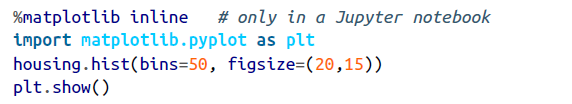 %matplotlib inline   # only in a Jupyter notebook
import matplotlib.pyplot as plt
housing.hist(bins=50, figsize=(20,15))
plt.show()